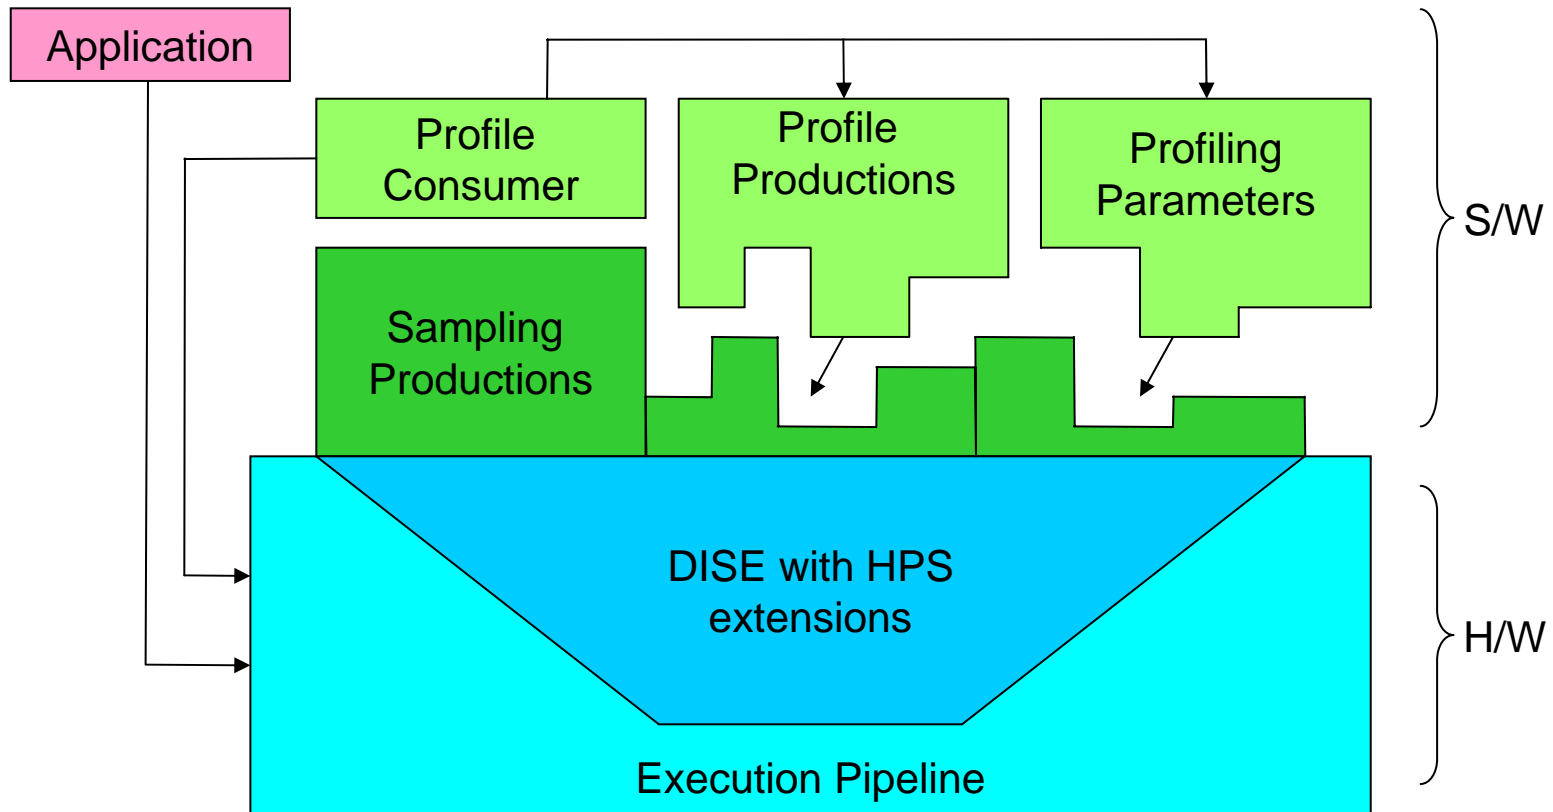 Application
Profile
Consumer
Profile
Productions
Profiling
Parameters
S/W
Sampling
Productions
DISE with HPS
extensions
H/W
Execution Pipeline